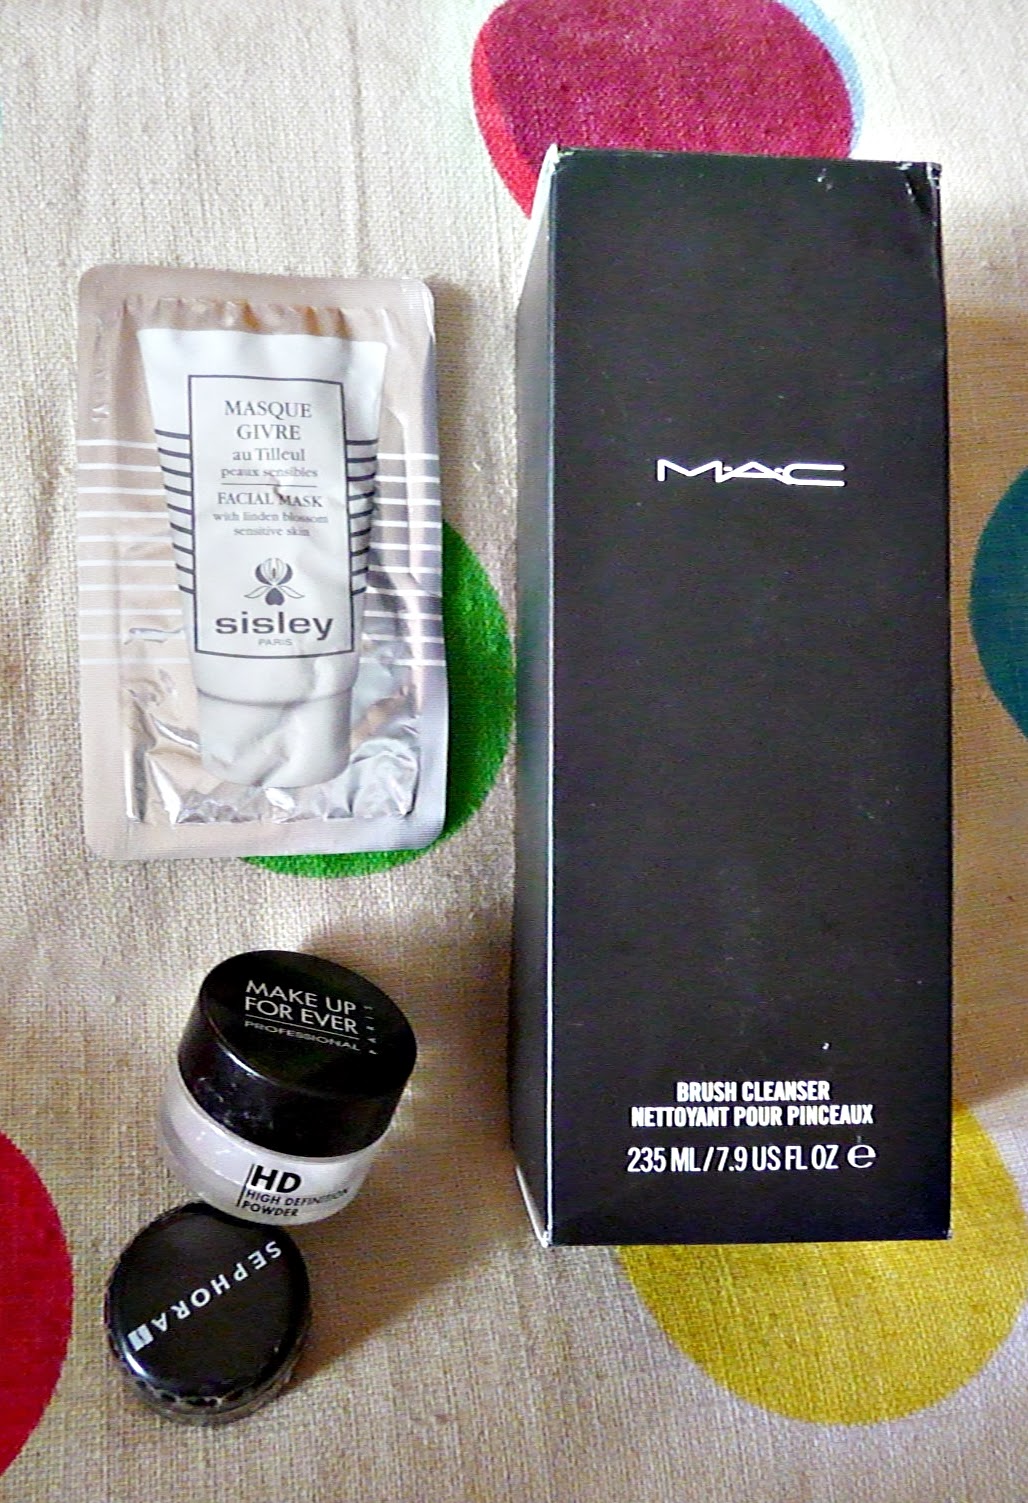 MASQUE
GIVRE
au Tilleul
peaux sensibles
FACIAL MASK
with linden blossom
sensitive skin
sisley
PARIS
M·A·C
BRUSH CLEANSER
NETTOYANT POUR PINCEAUX
235 ML/7.9 US FL OZ ℮
MAKE UP
FOR EVER
PROFESSIONAL
PARIS
HD
HIGH DEFINITION
POWDER
SEPHORA